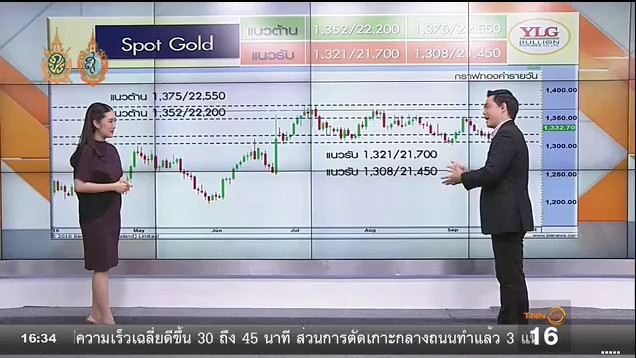 Spot Gold
แนวต้าน 1,352/22,200 1,375/22,550
แนวรับ 1,321/21,700 1,308/21,450
YLG
BULLION
กราฟทองคำรายวัน
แนวต้าน 1,375/22,550
แนวต้าน 1,352/22,200
แนวรับ 1,321/21,700
แนวรับ 1,308/21,450
1,400.00
1,350.00
1,332.70
1,300.00
1,250.00
1,200.00
May Jun Jul Aug Sep
TNN
16
16:34 ความเร็วเฉลี่ยดีขึ้น 30 ถึง 45 นาที ส่วนการตัดเกาะกลางถนนทำแล้ว 3